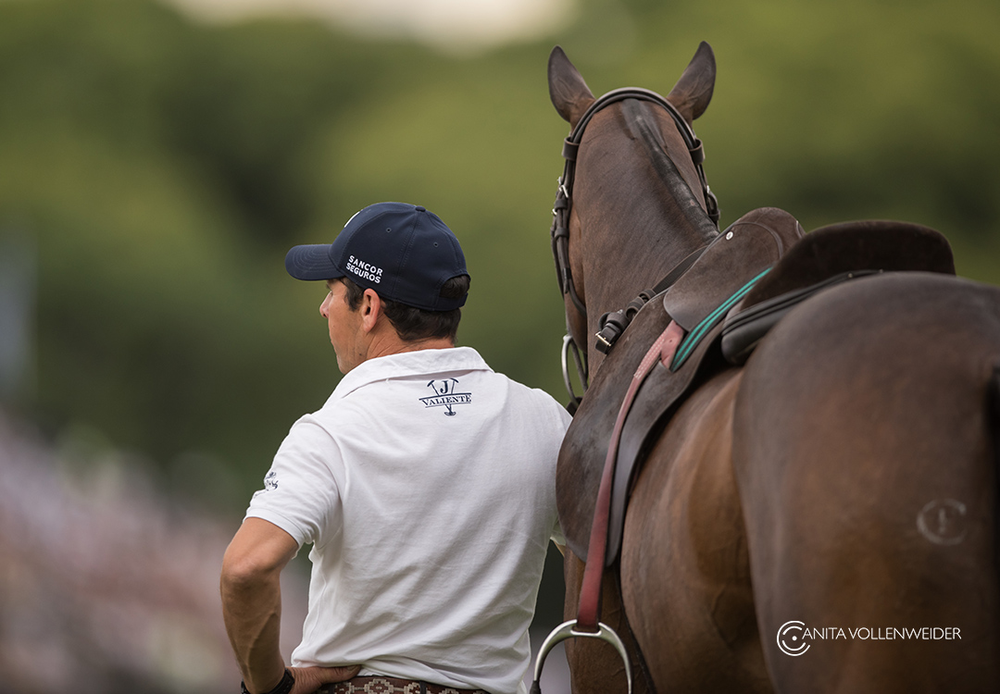 SANCOR
SEGUROS
J
VALIENTE
ANITA VOLLENWEIDER